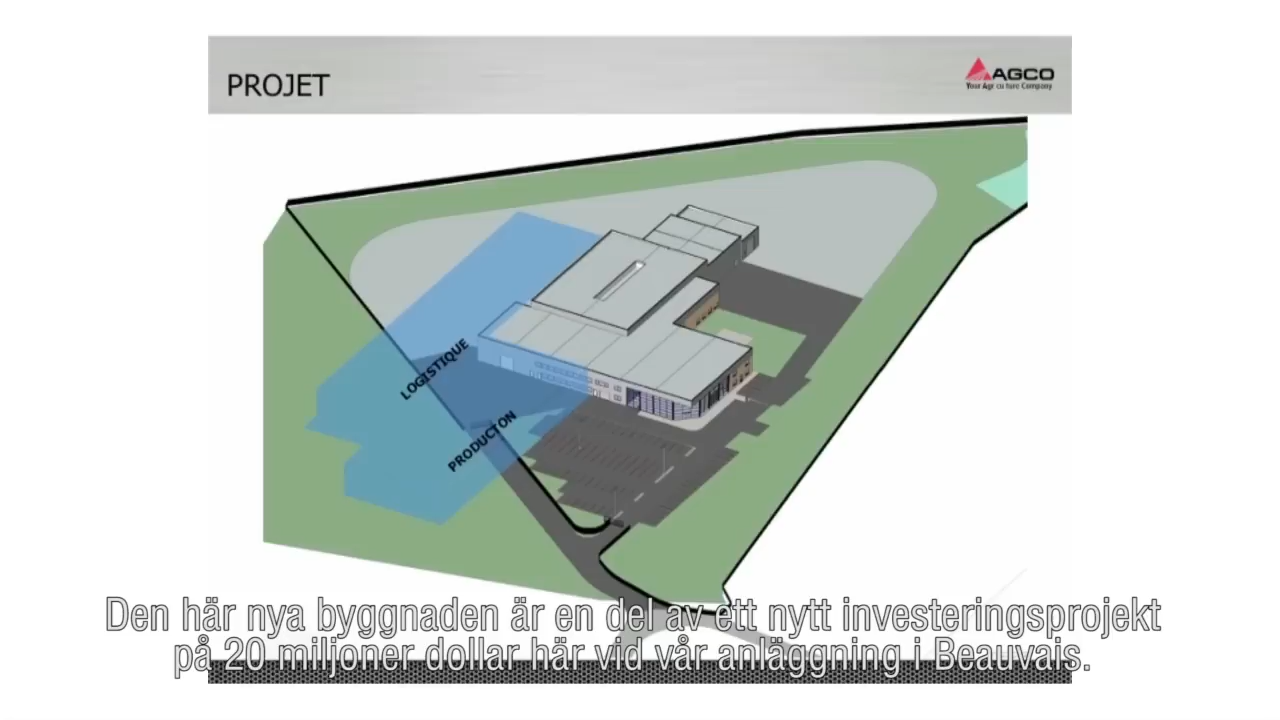 PROJET
AGCO
Your Agriculture Company
LOGISTIQUE
PRODUCTON
Den här nya byggnaden är en del av ett nytt investeringsprojekt
på 20 miljoner dollar här vid vår anläggning i Beauvais.